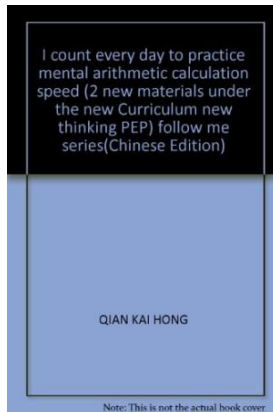 I count every day to practice
mental arithmetic calculation
speed (2 new materials under
the new Curriculum new
thinking PEP) follow me
series(Chinese Edition)
QIAN KAI HONG
Note: This is not the actual book cover